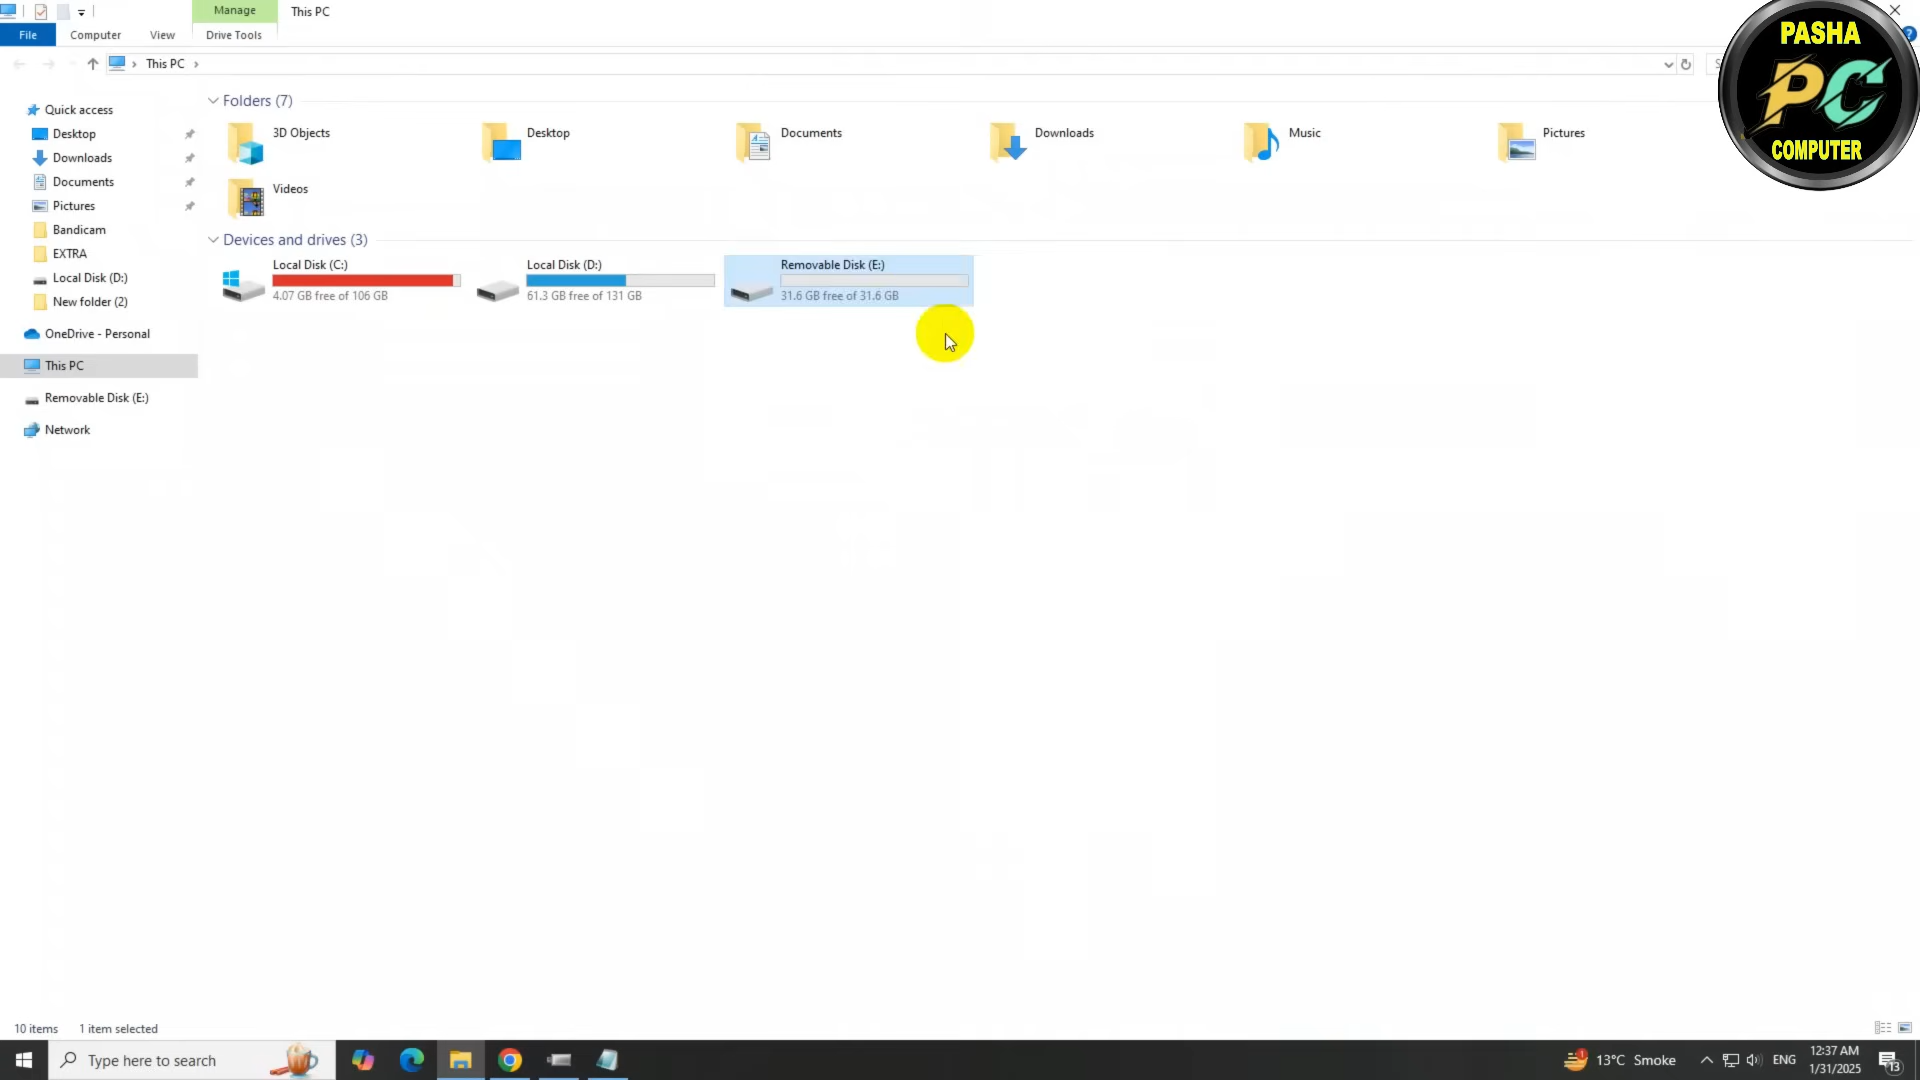 Manage
This PC
File
Computer
View
Drive Tools
This PC
PASHA
PC
COMPUTER
Quick access
Desktop
Downloads
Documents
Pictures
Bandicam
EXTRA
Local Disk (D:)
New folder (2)
OneDrive - Personal
This PC
Removable Disk (E:)
Network
Folders (7)
3D Objects
Desktop
Documents
Downloads
Music
Pictures
Videos
Devices and drives (3)
Local Disk (C:)
4.07 GB free of 106 GB
Local Disk (D:)
61.3 GB free of 131 GB
Removable Disk (E:)
31.6 GB free of 31.6 GB
10 items
1 item selected
Type here to search
1
13°C Smoke
ENG
12:37 AM
1/31/2025
13